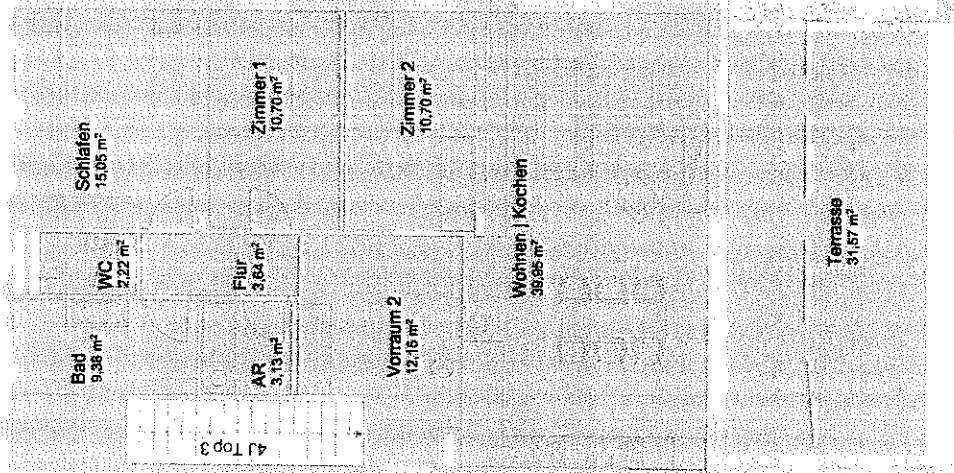 Schlafen
15,05 m²
Zimmer 1
10,70 m²
Zimmer 2
10,70 m²
WC
2,22 m²
Flur
3,64 m²
Wohnen | Kochen
39,95 m²
Terrasse
31,57 m²
Bad
9,38 m²
AR
3,13 m²
Vorraum 2
12,15 m²
4J Top 3